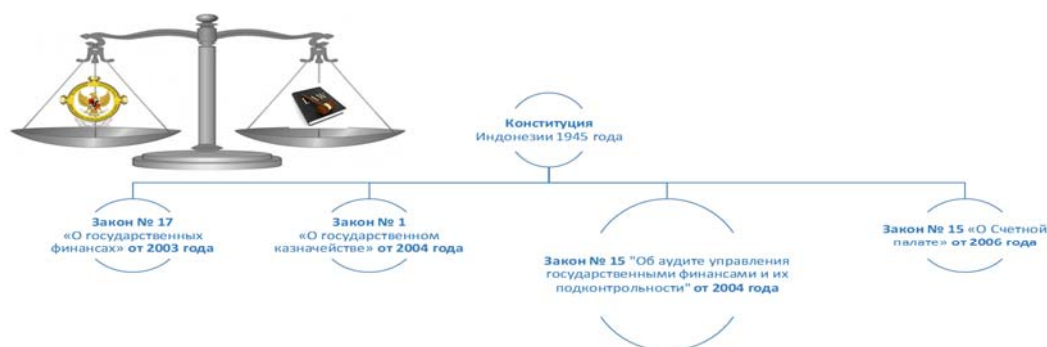 Конституция
Индонезии 1945 года
Закон № 17
«О государственных
финансах» от 2003 года
Закон № 1
«О государственном
казначействе» от 2004 года
Закон № 15 "Об аудите управления
государственными финансами и их
подконтрольности" от 2004 года
Закон № 15 «О Счетной
палате» от 2006 года